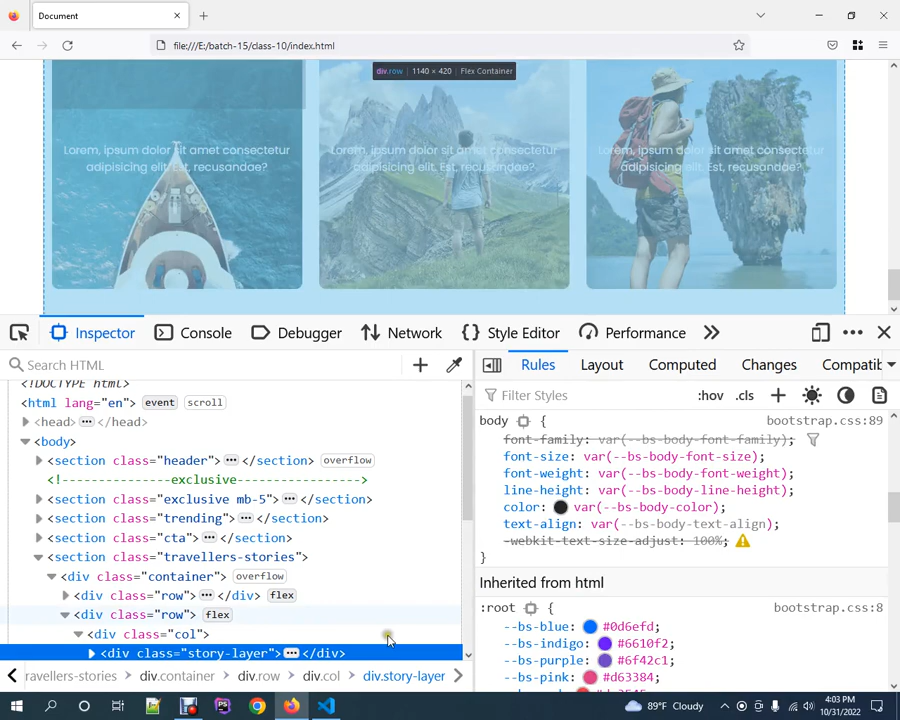 Document
file:///E:/batch-15/class-10/index.html
div.row 1140 × 420 Flex Container
Lorem, ipsum dolor sit amet consectetur
adipisicing elit. Est, recusandae?
Lorem, ipsum dolor sit amet consectetur
adipisicing elit. Est, recusandae?
Lorem, ipsum dolor sit amet consectetur
adipisicing elit. Est, recusandae?
Inspector Console Debugger Network Style Editor Performance
Search HTML
Rules Layout Computed Changes Compatib
Filter Styles :hov .cls
<!DOCTYPE html>
<html lang="en"> event scroll
<head> </head>
<body>
<section class="header"> </section> overflow
<!--------------exclusive---------------->
<section class="exclusive mb-5"> </section>
<section class="trending"> </section>
<section class="cta"> </section>
<section class="travellers-stories">
<div class="container"> overflow
<div class="row"> </div> flex
<div class="row"> flex
<div class="col">
<div class="story-layer"> </div>
ravellers-stories div.container div.row div.col div.story-layer
body { bootstrap.css:89
font-family: var(--bs-body-font-family);
font-size: var(--bs-body-font-size);
font-weight: var(--bs-body-font-weight);
line-height: var(--bs-body-line-height);
color: var(--bs-body-color);
text-align: var(--bs-body-text-align);
-webkit-text-size-adjust: 100%;
}
Inherited from html
:root { bootstrap.css:8
--bs-blue: #0d6efd;
--bs-indigo: #6610f2;
--bs-purple: #6f42c1;
--bs-pink: #d63384;
89°F Cloudy
4:03 PM
10/31/2022